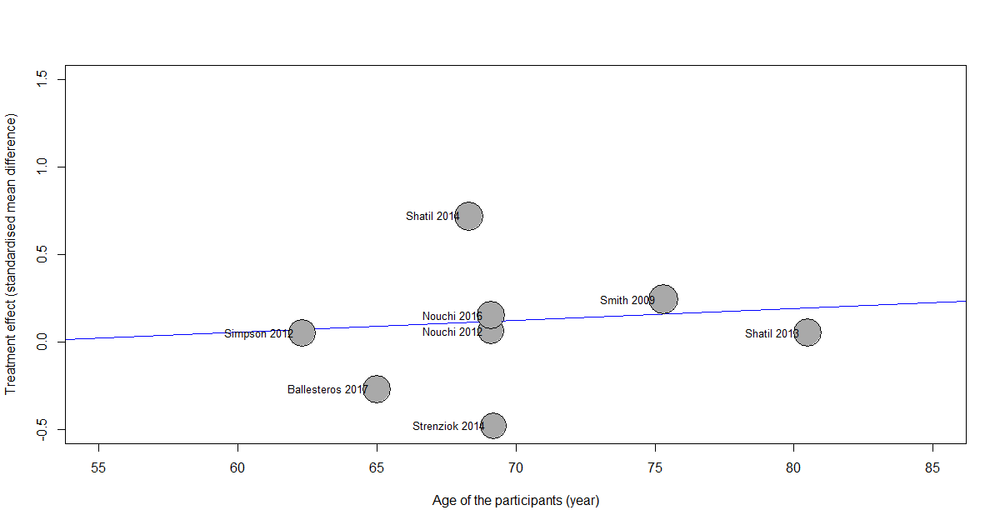 Treatment effect (standardised mean difference)
1.5
1.0
0.5
0.0
-0.5
Shatil 2014
Smith 2009
Nouchi 2016
Nouchi 2012
Simpson 2012
Shatil 2013
Ballesteros 2017
Strenziok 2014
55 60 65 70 75 80 85
Age of the participants (year)